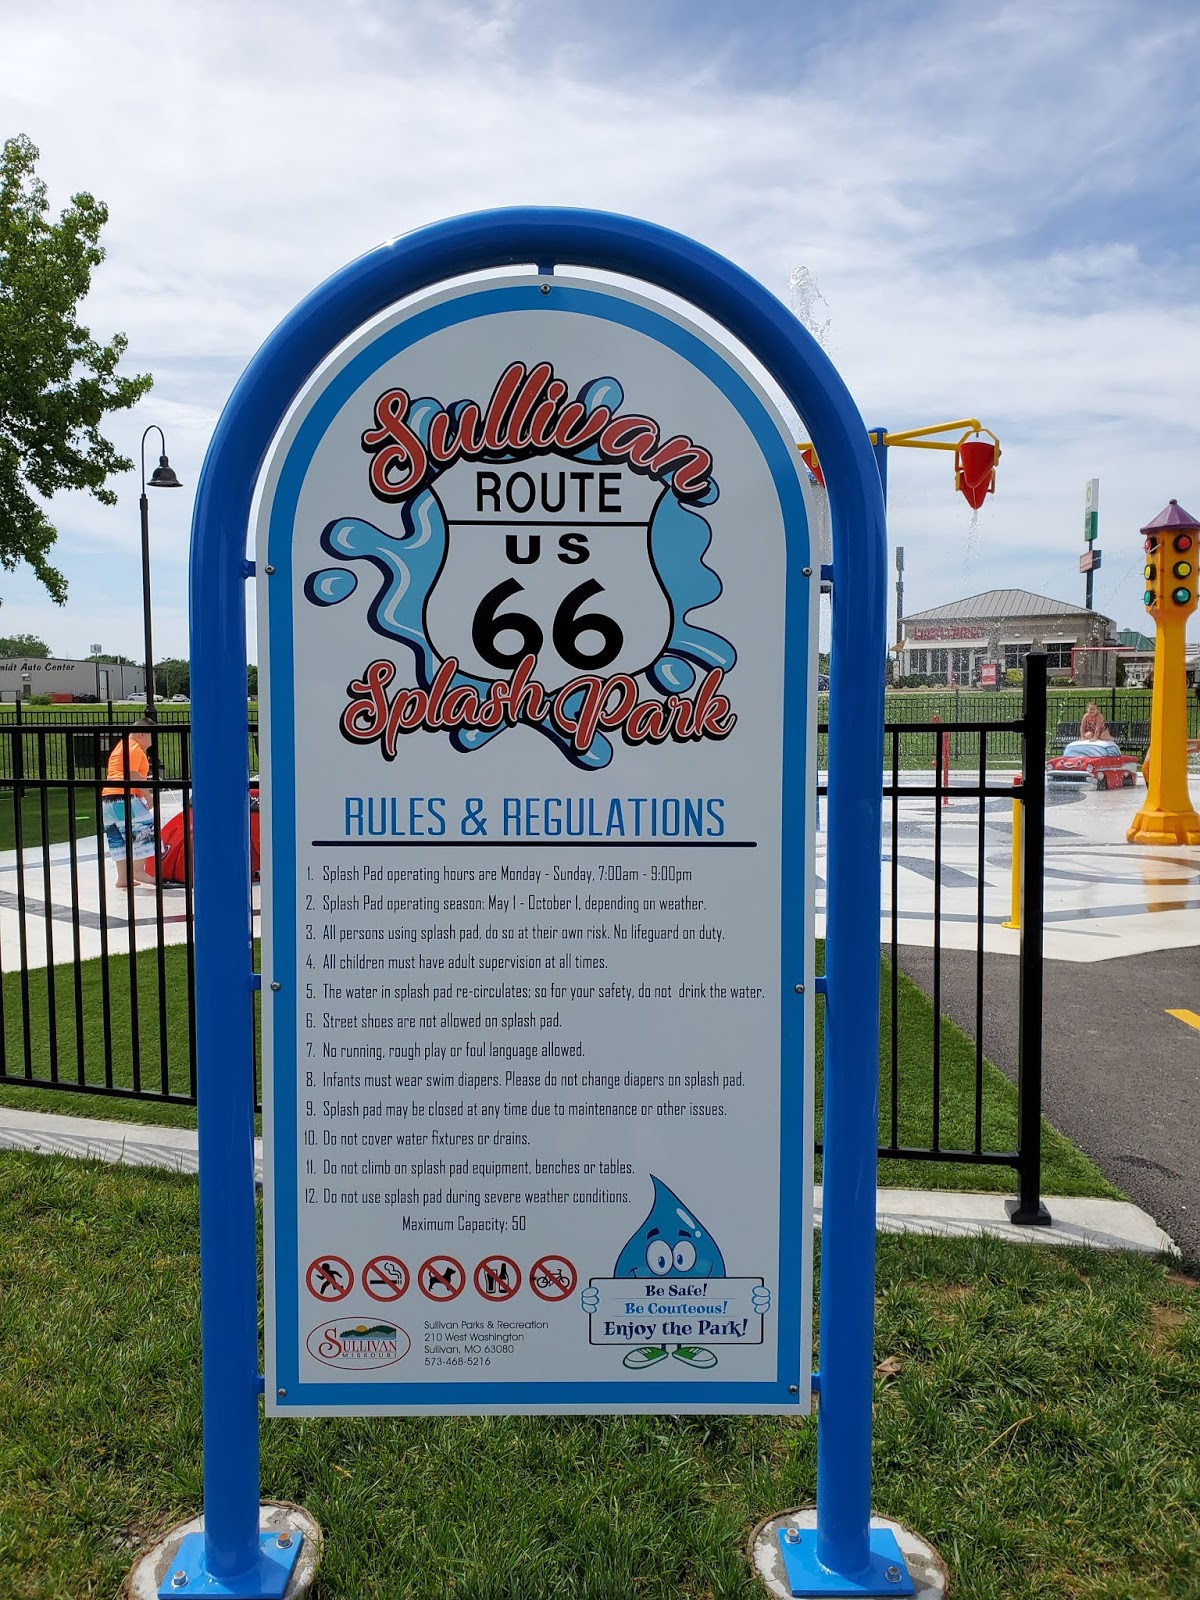 Sullivan
ROUTE
US
66
Splash Park
RULES & REGULATIONS
1. Splash Pad operating hours are Monday - Sunday, 7:00am - 9:00pm
2. Splash Pad operating season: May 1 - October 1, depending on weather.
3. All persons using splash pad, do so at their own risk. No lifeguard on duty.
4. All children must have adult supervision at all times.
5. The water in splash pad re-circulates; so for your safety, do not drink the water.
6. Street shoes are not allowed on splash pad.
7. No running, rough play or foul language allowed.
8. Infants must wear swim diapers. Please do not change diapers on splash pad.
9. Splash pad may be closed at any time due to maintenance or other issues.
10. Do not cover water fixtures or drains.
11. Do not climb on splash pad equipment, benches or tables.
12. Do not use splash pad during severe weather conditions.
Maximum Capacity: 50
Be Safe!
Be Courteous!
Enjoy the Park!
SULLIVAN
MISSOURI
Sullivan Parks & Recreation
210 West Washington
Sullivan, MO 63080
573-468-5216
midt Auto Center